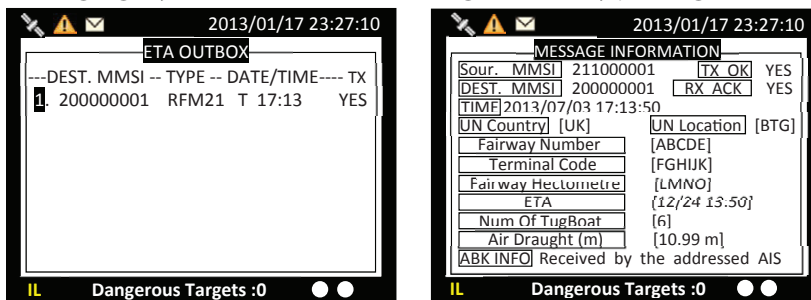 2013/01/17 23:27:10
ETA OUTBOX
---DEST. MMSI -- TYPE -- DATE/TIME---- TX
1. 200000001 RFM21 T 17:13 YES
IL Dangerous Targets :0
2013/01/17 23:27:10
MESSAGE INFORMATION
Sour. MMSI 211000001 TX OK YES
DEST. MMSI 200000001 RX ACK YES
TIME 2013/07/03 17:13:50
UN Country [UK] UN Location [BTG]
Fairway Number [ABCDE]
Terminal Code [FGHIJK]
Fairway Hectometre [LMNO]
ETA [12/24 13:50]
Num Of TugBoat [6]
Air Draught (m) [10.99 m]
ABK INFO Received by the addressed AIS
IL Dangerous Targets :0